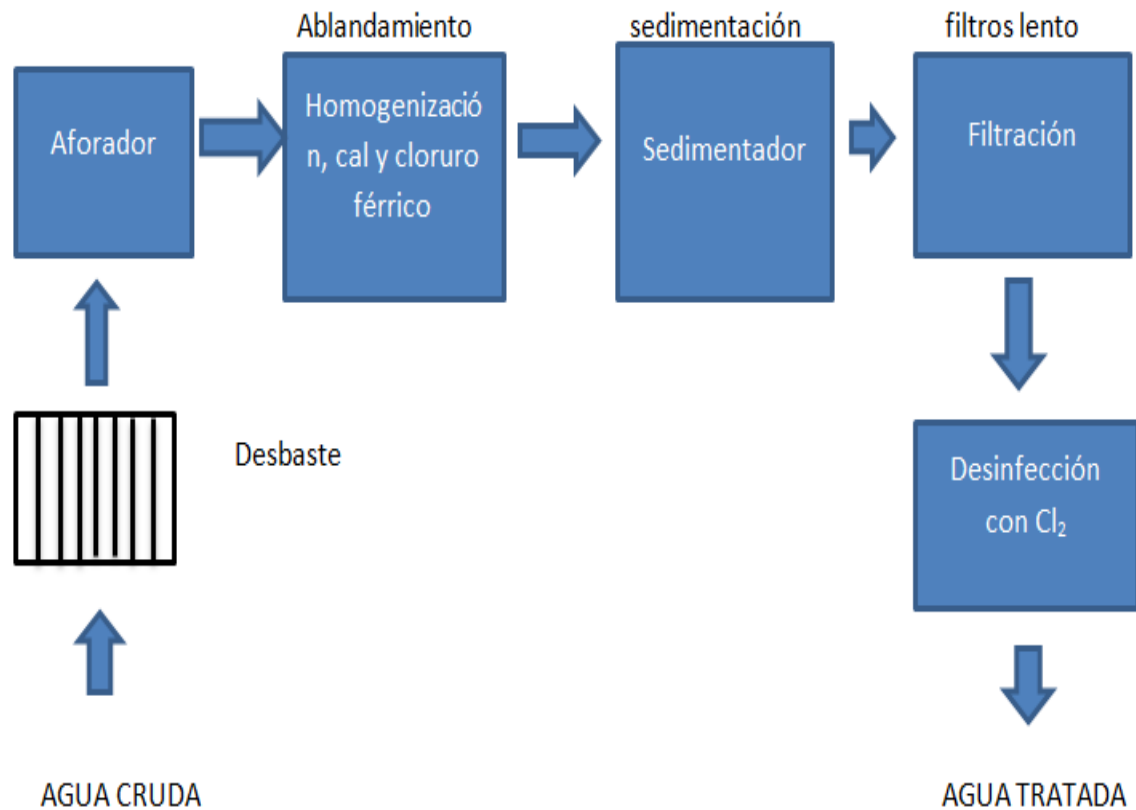 Ablandamiento
sedimentación
filtros lento
Aforador
Homogenizació
n, cal y cloruro
férrico
Sedimentador
Filtración
Desbaste
Desinfección
con Cl₂
AGUA CRUDA
AGUA TRATADA